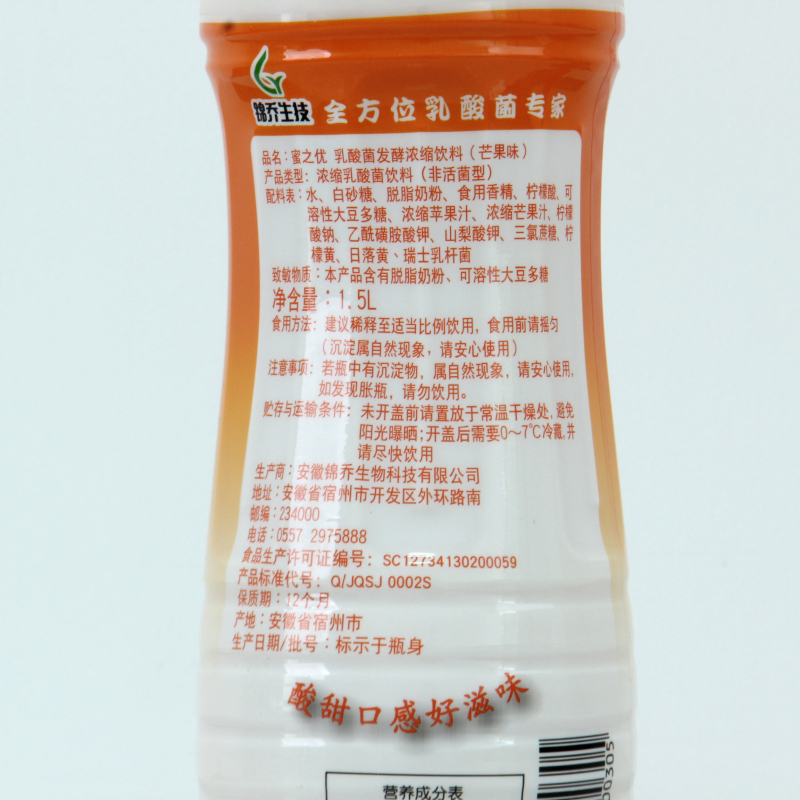 锦乔生技 全方位乳酸菌专家
品名：蜜之优 乳酸菌发酵浓缩饮料（芒果味）
产品类型：浓缩乳酸菌饮料（非活菌型）
配料表：水、白砂糖、脱脂奶粉、食用香精、柠檬酸、可
溶性大豆多糖、浓缩苹果汁、浓缩芒果汁、柠檬
酸钠、乙酰磺胺酸钾、山梨酸钾、三氯蔗糖、柠
檬黄、日落黄、瑞士乳杆菌
致敏物质：本产品含有脱脂奶粉、可溶性大豆多糖
净含量：1.5L
食用方法：建议稀释至适当比例饮用，食用前请摇匀
（沉淀属自然现象，请安心使用）
注意事项：若瓶中有沉淀物，属自然现象，请安心使用，
如发现胀瓶，请勿饮用。
贮存与运输条件：未开盖前请置放于常温干燥处，避免
阳光曝晒；开盖后需要0～7℃冷藏，并
请尽快饮用
生产商：安徽锦乔生物科技有限公司
地址：安徽省宿州市开发区外环路南
邮编：234000
电话：0557 2975888
食品生产许可证编号：SC12734130200059
产品标准代号：Q/JQSJ 0002S
保质期：12个月
产地：安徽省宿州市
生产日期/批号：标示于瓶身
酸甜口感好滋味
营养成分表
00305